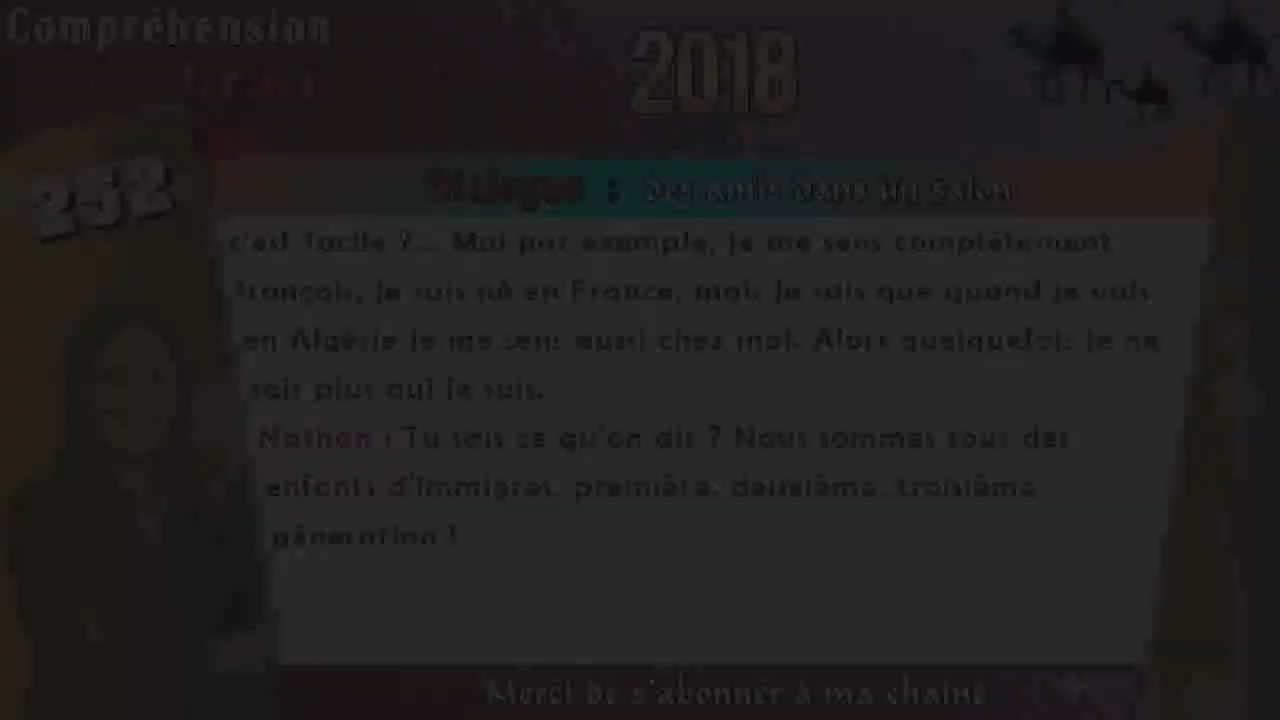 Compréhension
2018
252
Dialogue : Des amis dans un Salon
c'est facile ?... Moi par exemple, je me sens complètement
français, je suis né en France, mais je sais que quand je vais
en Algérie je me sens aussi chez moi. Alors quelquefois je ne
sais plus qui je suis.
Nathan : Tu sais ce qu'on dit ? Nous sommes tous des
enfants d'immigrés, première, deuxième, troisième
génération !
Merci de s'abonner à ma chaîne